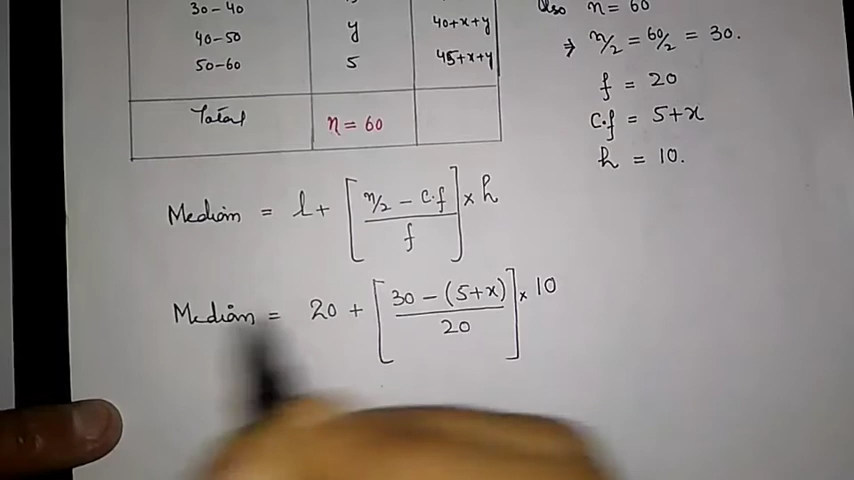 30-40
Also n = 60
40-50 y 40+x+y
⇒ n/2 = 60/2 = 30.
50-60 5 45+x+y
f = 20
Total n = 60
c.f = 5+x
h = 10.
Median = l + [ n/2 - c.f / f ] × h
Median = 20 + [ 30 - (5+x) / 20 ] × 10